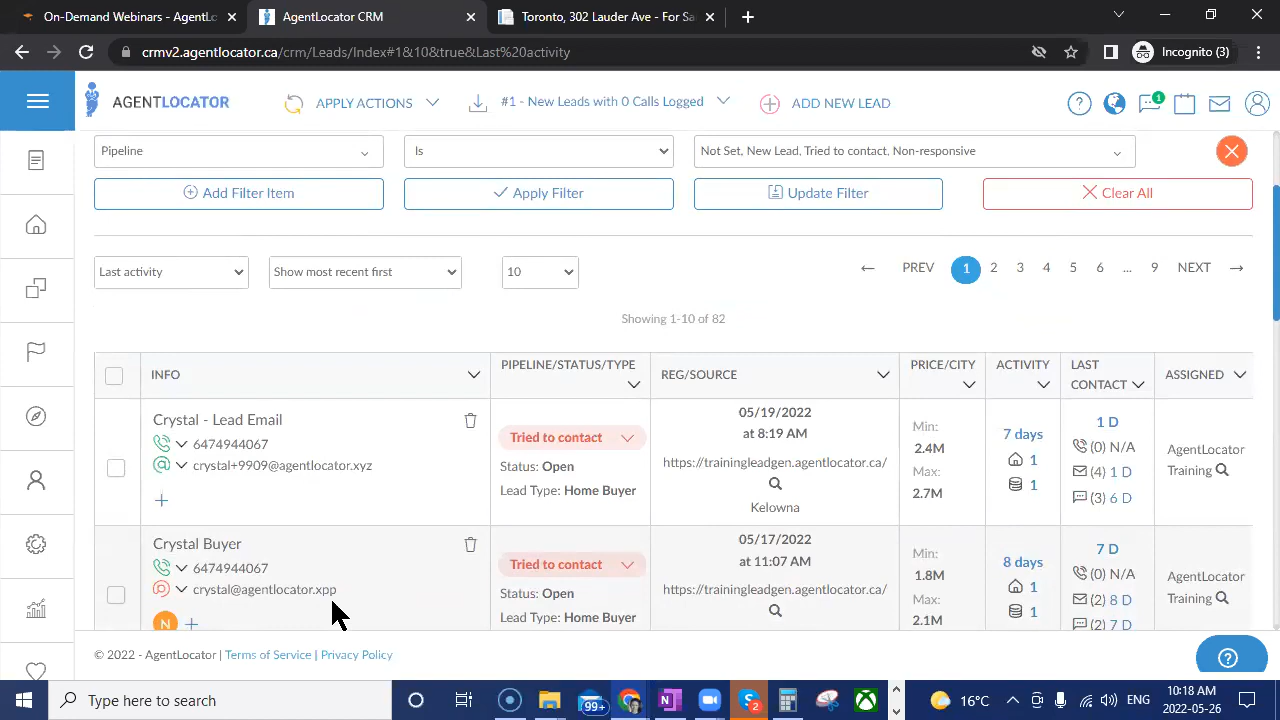 On-Demand Webinars - AgentLo
AgentLocator CRM
Toronto, 302 Lauder Ave - For Sa
crmv2.agentlocator.ca/crm/Leads/Index#1&10&true&Last%20activity
Incognito (3)
AGENTLOCATOR
APPLY ACTIONS
#1 - New Leads with 0 Calls Logged
ADD NEW LEAD
1
Pipeline
Is
Not Set, New Lead, Tried to contact, Non-responsive
Add Filter Item
Apply Filter
Update Filter
Clear All
Last activity
Show most recent first
10
PREV 1 2 3 4 5 6 ... 9 NEXT
Showing 1-10 of 82
INFO
PIPELINE/STATUS/TYPE
REG/SOURCE
PRICE/CITY
ACTIVITY
LAST
CONTACT
ASSIGNED
Crystal - Lead Email
6474944067
crystal+9909@agentlocator.xyz
Tried to contact
Status: Open
Lead Type: Home Buyer
05/19/2022
at 8:19 AM
https://trainingleadgen.agentlocator.ca/
Kelowna
Min:
2.4M
Max:
2.7M
7 days
1
1
1 D
(0) N/A
(4) 1 D
(3) 6 D
AgentLocator
Training
Crystal Buyer
6474944067
crystal@agentlocator.xpp
N
Tried to contact
Status: Open
Lead Type: Home Buyer
05/17/2022
at 11:07 AM
https://trainingleadgen.agentlocator.ca/
Min:
1.8M
Max:
2.1M
8 days
1
1
7 D
(0) N/A
(2) 8 D
(2) 7 D
AgentLocator
Training
© 2022 - AgentLocator | Terms of Service | Privacy Policy
Type here to search
99+
2
16°C
ENG
10:18 AM
2022-05-26